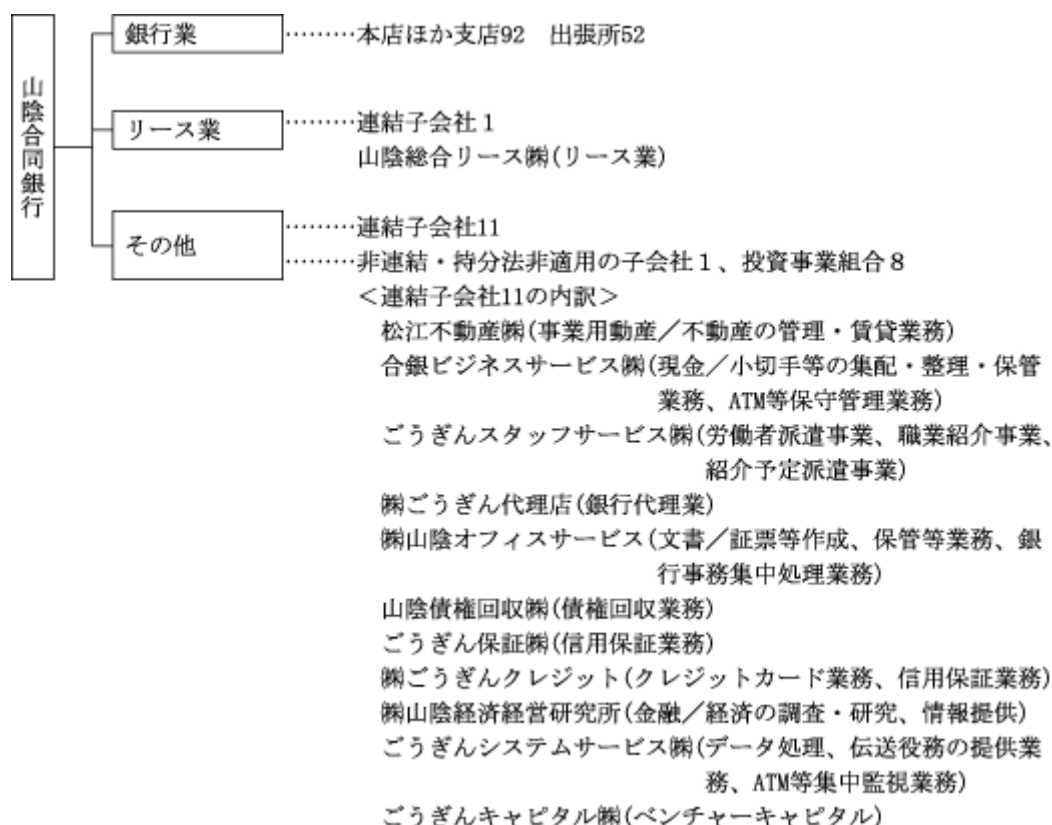 山陰合同銀行
銀行業 ………本店ほか支店92 出張所52
リース業 ………連結子会社1
山陰総合リース㈱(リース業)
その他 ………連結子会社11
………非連結・持分法非適用の子会社1、投資事業組合8
<連結子会社11の内訳>
松江不動産㈱(事業用動産/不動産の管理・賃貸業務)
合銀ビジネスサービス㈱(現金/小切手等の集配・整理・保管
業務、ATM等保守管理業務)
ごうぎんスタッフサービス㈱(労働者派遣事業、職業紹介事業、
紹介予定派遣事業)
㈱ごうぎん代理店(銀行代理業)
㈱山陰オフィスサービス(文書/証票等作成、保管等業務、銀
行事務集中処理業務)
山陰債権回収㈱(債権回収業務)
ごうぎん保証㈱(信用保証業務)
㈱ごうぎんクレジット(クレジットカード業務、信用保証業務)
㈱山陰経済経営研究所(金融/経済の調査・研究、情報提供)
ごうぎんシステムサービス㈱(データ処理、伝送役務の提供業
務、ATM等集中監視業務)
ごうぎんキャピタル㈱(ベンチャーキャピタル)